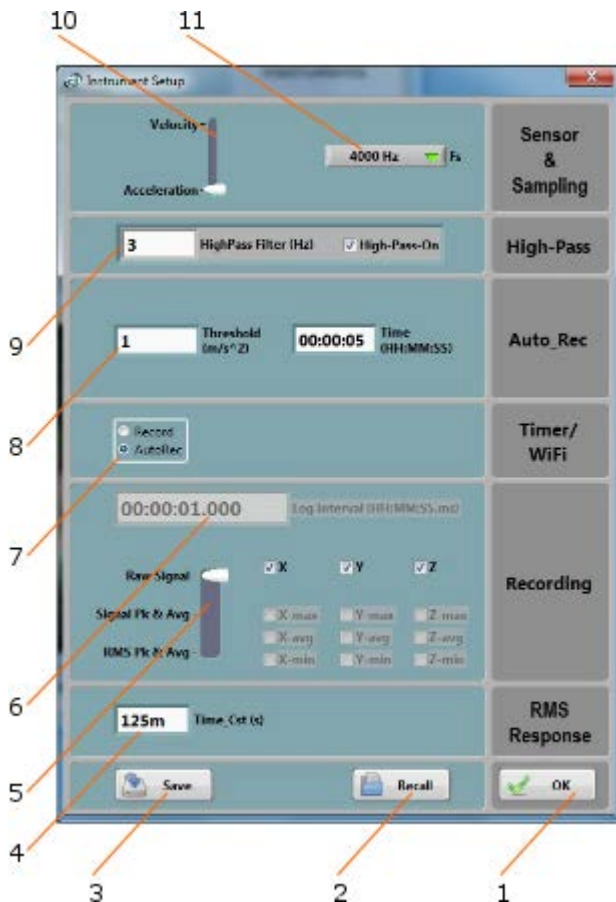 10
11
Instrument Setup
Velocity
Acceleration
4000 Hz
Fs
Sensor
&
Sampling
3
HighPass Filter (Hz)
High-Pass-On
High-Pass
9
1
Threshold
(m/s^2)
00:00:05
Time
(HH:MM:SS)
Auto_Rec
8
Record
AutoRec
Timer/
WiFi
7
00:00:01.000
Log Interval (HH:MM:SS.ms)
Raw Signal
X
Y
Z
Signal Pk & Avg
X-max
Y-max
Z-max
X-avg
Y-avg
Z-avg
RMS Pk & Avg
X-min
Y-min
Z-min
Recording
6
125m
Time_Cst (s)
RMS
Response
5
Save
Recall
OK
4
3
2
1